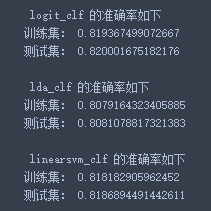 logit_clf 的准确率如下
训练集： 0.819367499072667
测试集： 0.820001675182176
lda_clf 的准确率如下
训练集： 0.8079164323405885
测试集： 0.8081078817321383
linearsvm_clf 的准确率如下
训练集： 0.818182905962452
测试集： 0.8186894491442611